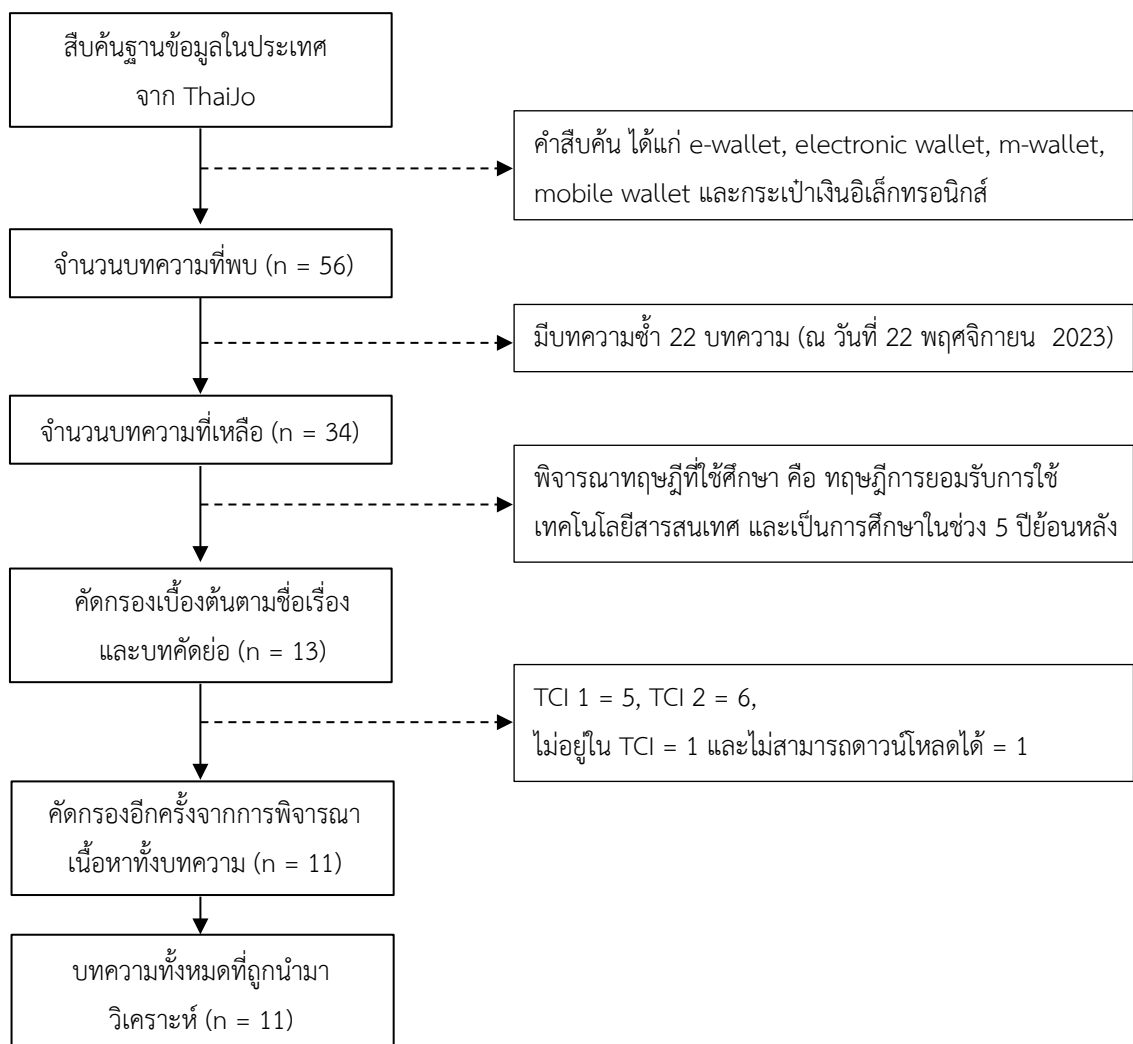 สืบค้นฐานข้อมูลในประเทศ
จาก ThaiJo
คำสืบค้น ได้แก่ e-wallet, electronic wallet, m-wallet,
mobile wallet และกระเป๋าเงินอิเล็กทรอนิกส์
จำนวนบทความที่พบ (n = 56)
มีบทความซ้ำ 22 บทความ (ณ วันที่ 22 พฤศจิกายน 2023)
จำนวนบทความที่เหลือ (n = 34)
พิจารณาทฤษฎีที่ใช้ศึกษา คือ ทฤษฎีการยอมรับการใช้
เทคโนโลยีสารสนเทศ และเป็นการศึกษาในช่วง 5 ปีย้อนหลัง
คัดกรองเบื้องต้นตามชื่อเรื่อง
และบทคัดย่อ (n = 13)
TCI 1 = 5, TCI 2 = 6,
ไม่อยู่ใน TCI = 1 และไม่สามารถดาวน์โหลดได้ = 1
คัดกรองอีกครั้งจากการพิจารณา
เนื้อหาทั้งบทความ (n = 11)
บทความทั้งหมดที่ถูกนำมา
วิเคราะห์ (n = 11)